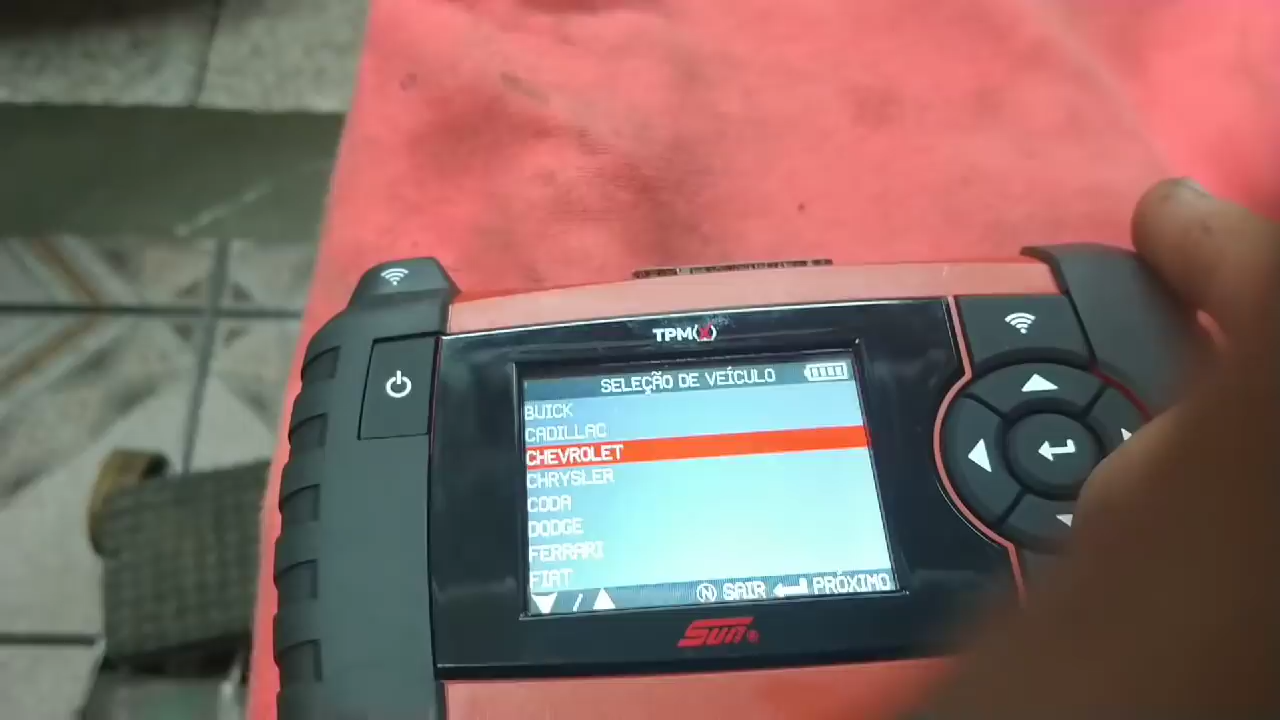 TPM(X)
SELEÇÃO DE VEÍCULO
BUICK
CADILLAC
CHEVROLET
CHRYSLER
CODA
DODGE
FERRARI
FIAT
/ N SAIR PRÓXIMO
Sun